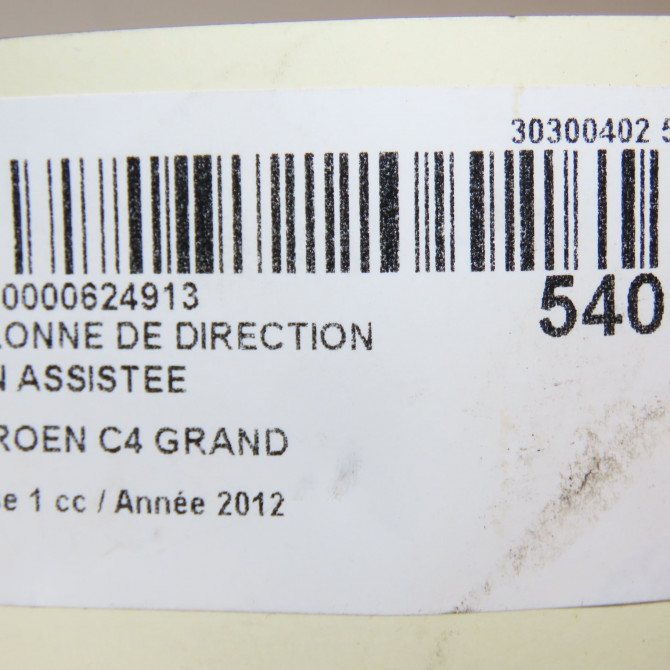 30300402 5
0000624913
540
LONNE DE DIRECTION
N ASSISTEE
ROEN C4 GRAND
e 1 cc / Année 2012